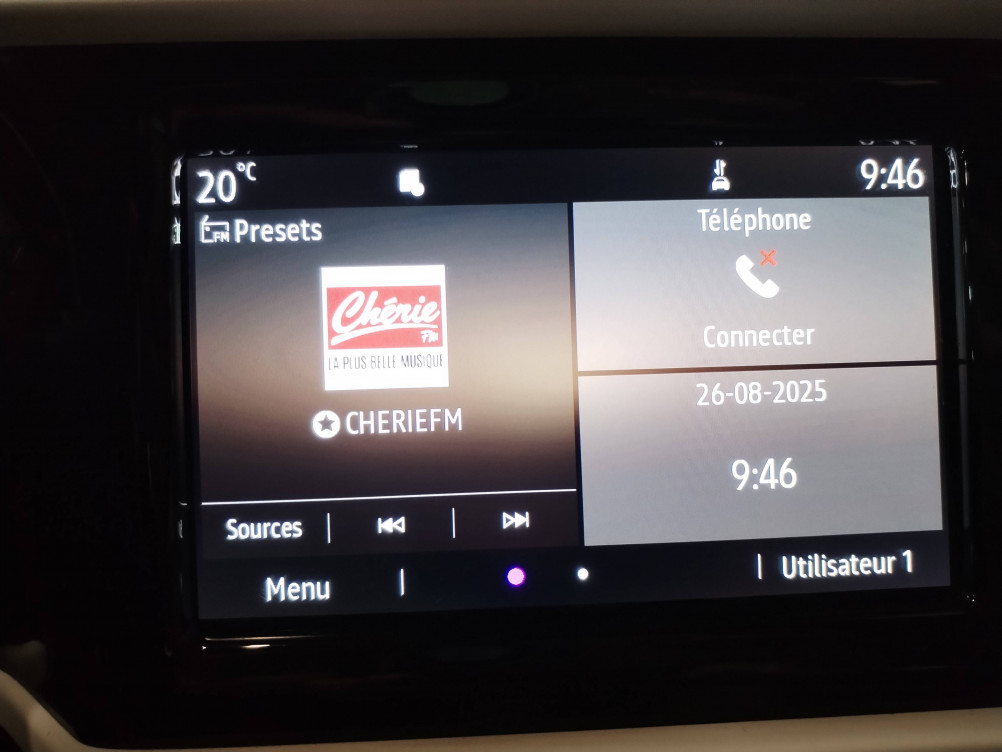 20°C
9:46
FM Presets
Chérie
Fm
LA PLUS BELLE MUSIQUE
CHERIEFM
Téléphone
Connecter
26-08-2025
9:46
Sources
Menu
Utilisateur 1